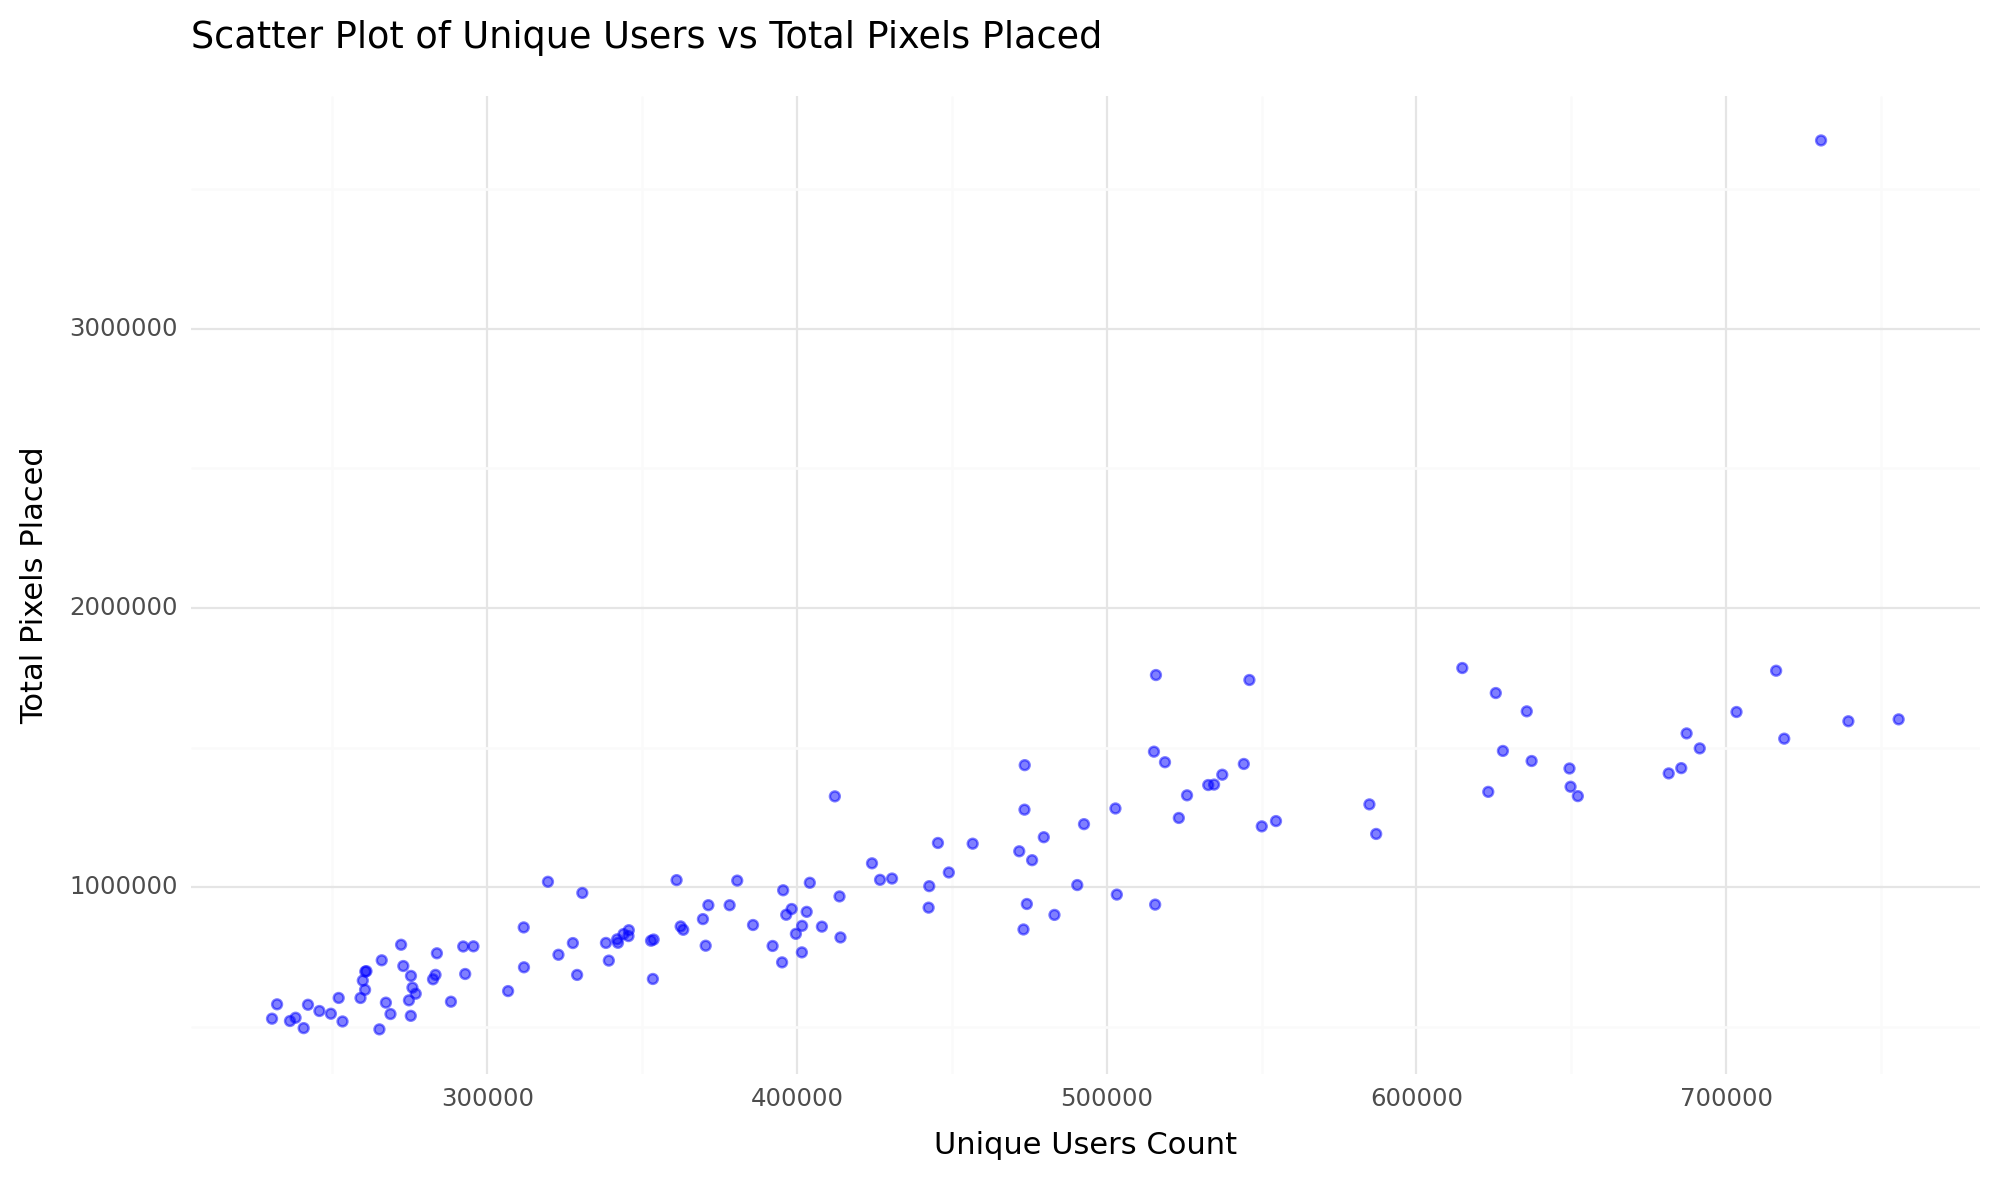 Scatter Plot of Unique Users vs Total Pixels Placed
Total Pixels Placed
3000000
2000000
1000000
300000 400000 500000 600000 700000
Unique Users Count